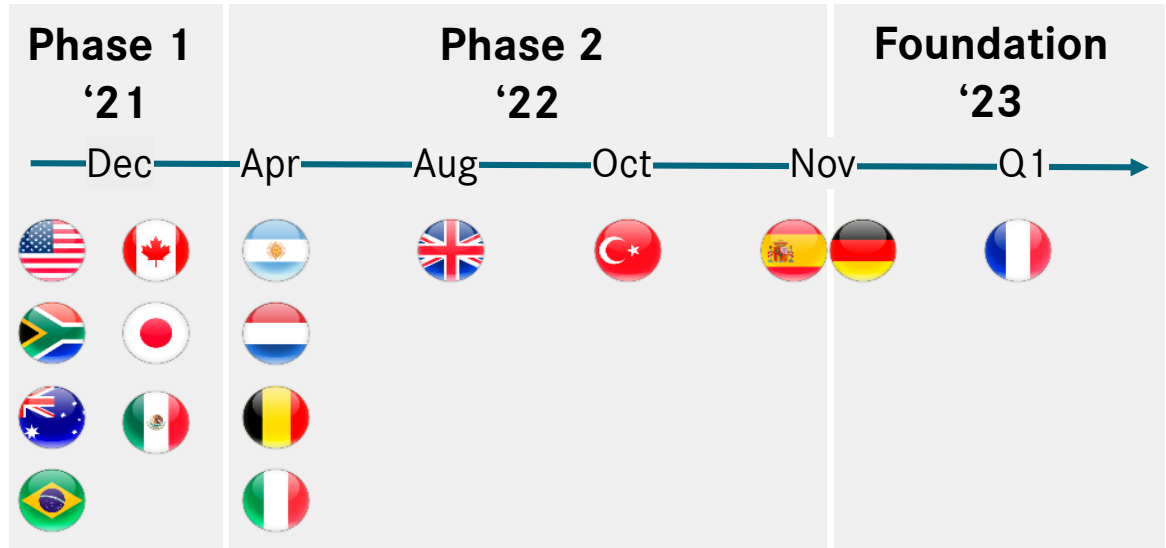 Phase 1
‘21
Phase 2
‘22
Foundation
‘23
Dec
Apr
Aug
Oct
Nov
Q1